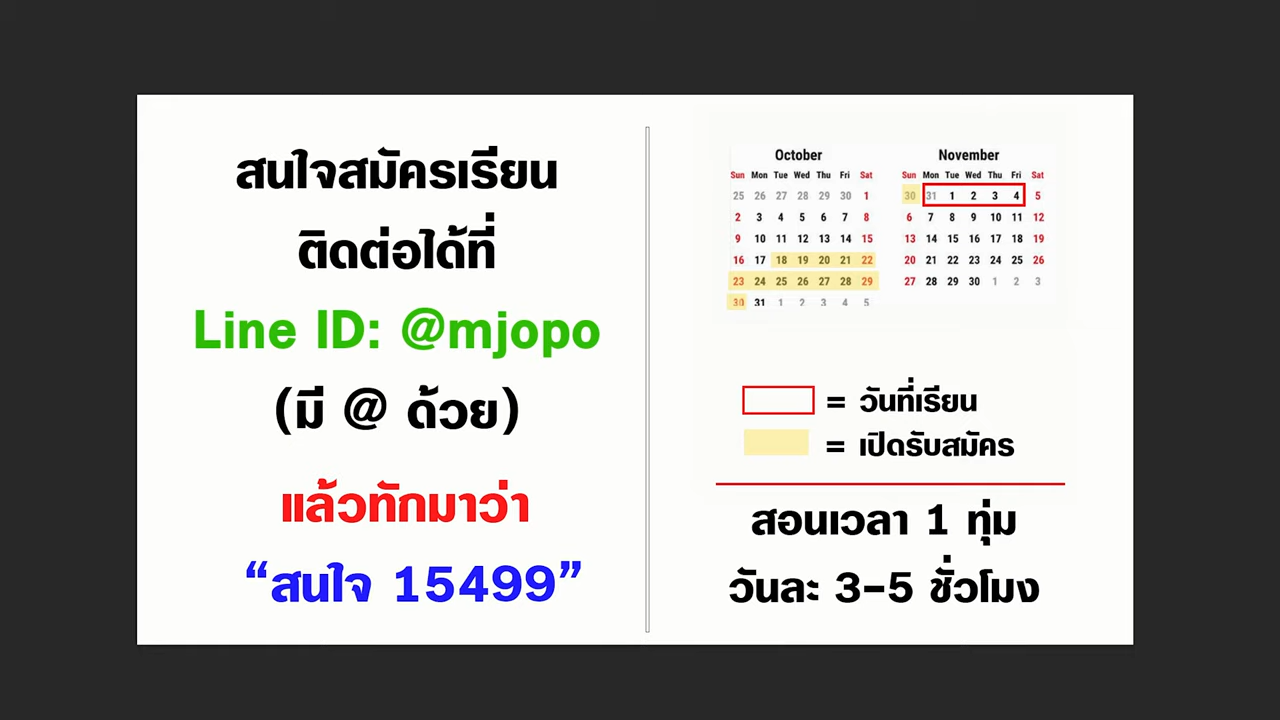 สนใจสมัครเรียน
ติดต่อได้ที่
Line ID: @mjopo
(มี @ ด้วย)
แล้วทักมาว่า
“สนใจ 15499”
October
Sun Mon Tue Wed Thu Fri Sat
25 26 27 28 29 30 1
2 3 4 5 6 7 8
9 10 11 12 13 14 15
16 17 18 19 20 21 22
23 24 25 26 27 28 29
30 31 1 2 3 4 5
November
Sun Mon Tue Wed Thu Fri Sat
30 31 1 2 3 4 5
6 7 8 9 10 11 12
13 14 15 16 17 18 19
20 21 22 23 24 25 26
27 28 29 30 1 2 3
= วันที่เรียน
= เปิดรับสมัคร
สอนเวลา 1 ทุ่ม
วันละ 3-5 ชั่วโมง